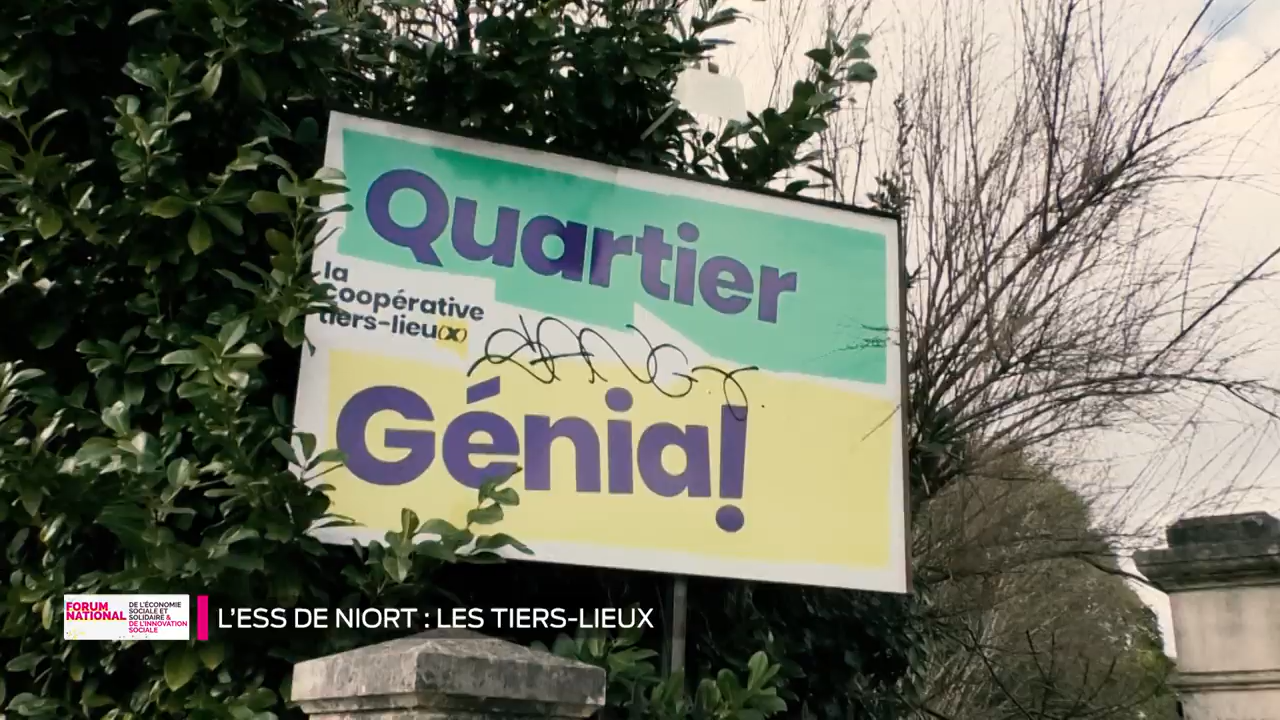 Quartier
la
Coopérative
tiers-lieu(x)
Génial
FORUM
NATIONAL
DE L'ÉCONOMIE
SOCIALE ET
SOLIDAIRE &
DE L'INNOVATION
SOCIALE
L'ESS DE NIORT : LES TIERS-LIEUX